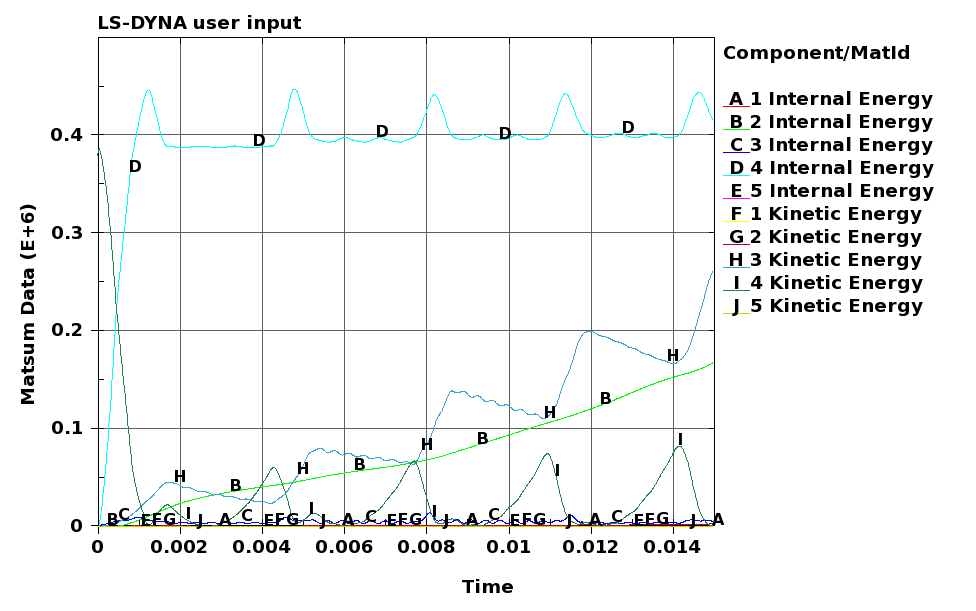 LS-DYNA user input
Component/MatId
A 1 Internal Energy
B 2 Internal Energy
C 3 Internal Energy
D 4 Internal Energy
E 5 Internal Energy
F 1 Kinetic Energy
G 2 Kinetic Energy
H 3 Kinetic Energy
I 4 Kinetic Energy
J 5 Kinetic Energy
Matsum Data (E+6)
0.4
0.3
0.2
0.1
0
D D D D D
H H H H H
B B B B
I I I I I I
B C E F G J A C E F G J A C E F G J A C E F G J A C E F G J A
0 0.002 0.004 0.006 0.008 0.01 0.012 0.014
Time